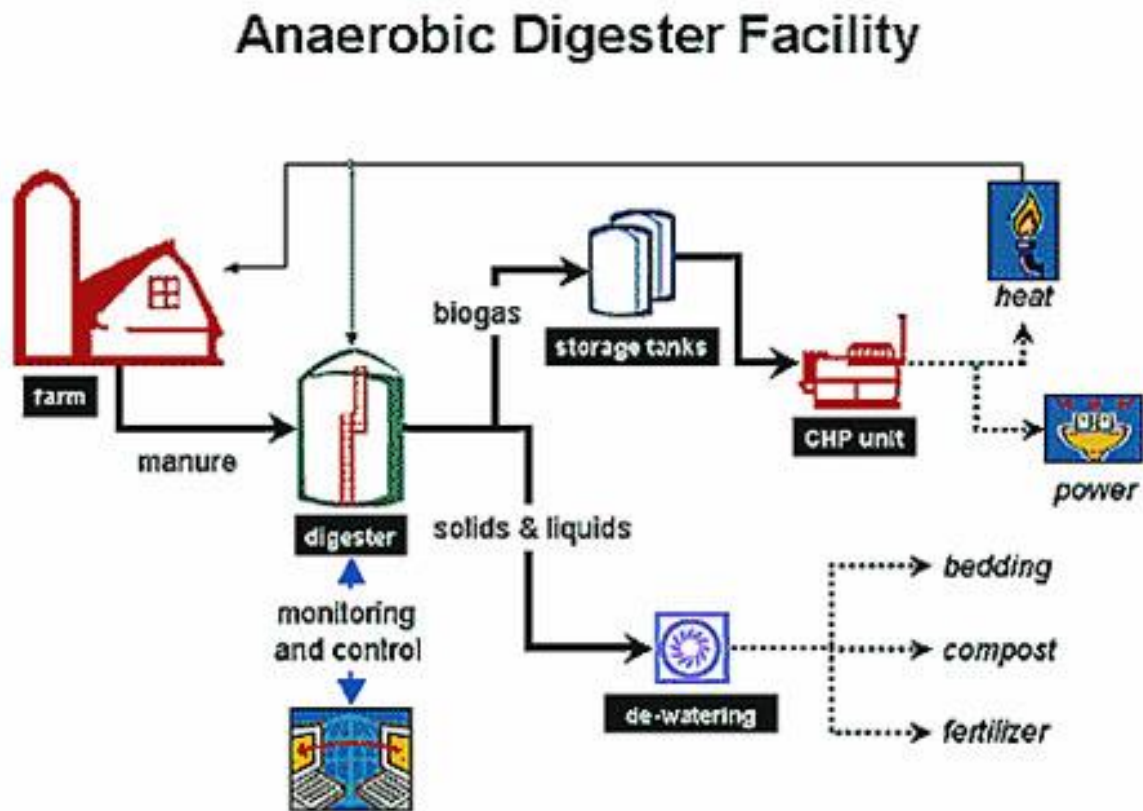 Anaerobic Digester Facility
heat
biogas
storage tanks
farm
CHP unit
manure
power
digester
solids & liquids
bedding
monitoring
and control
compost
de-watering
fertilizer